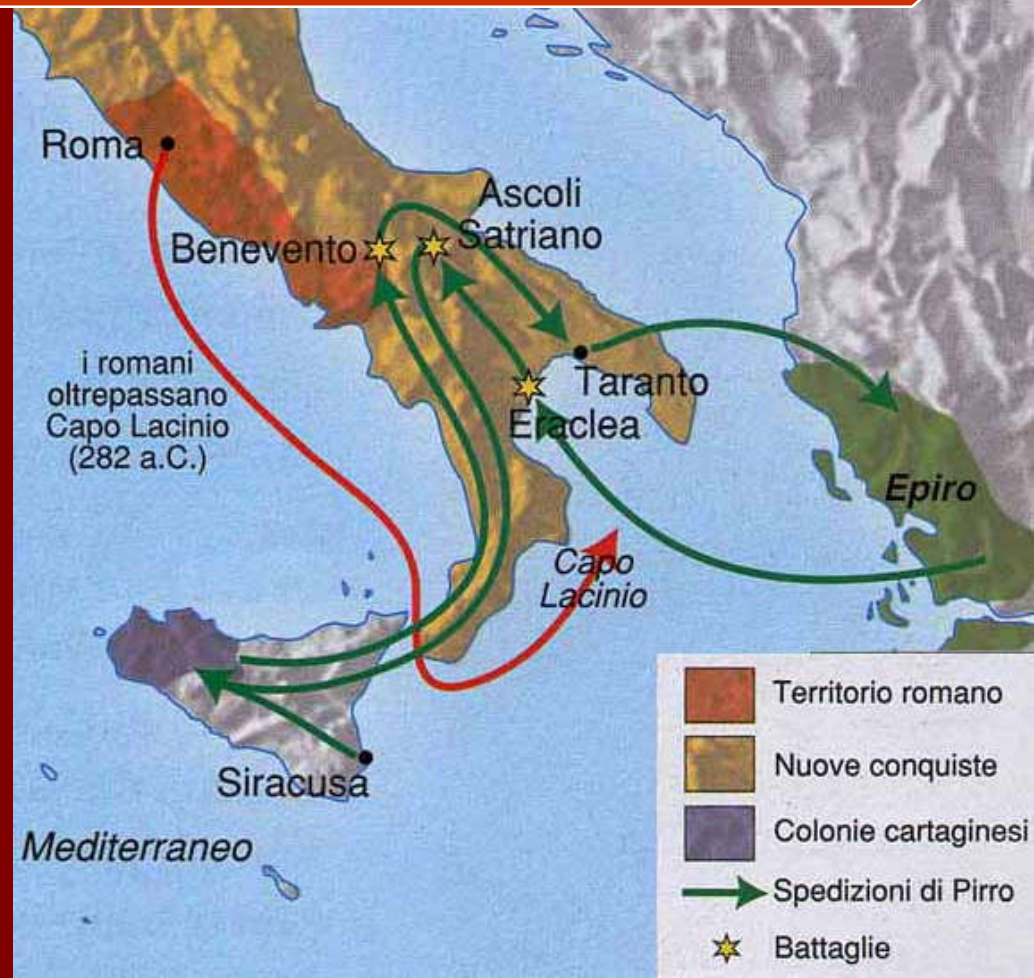 Roma
Ascoli
Satriano
Benevento
i romani
oltrepassano
Capo Lacinio
(282 a.C.)
Taranto
Eraclea
Epiro
Capo
Lacinio
Siracusa
Mediterraneo
Territorio romano
Nuove conquiste
Colonie cartaginesi
Spedizioni di Pirro
Battaglie